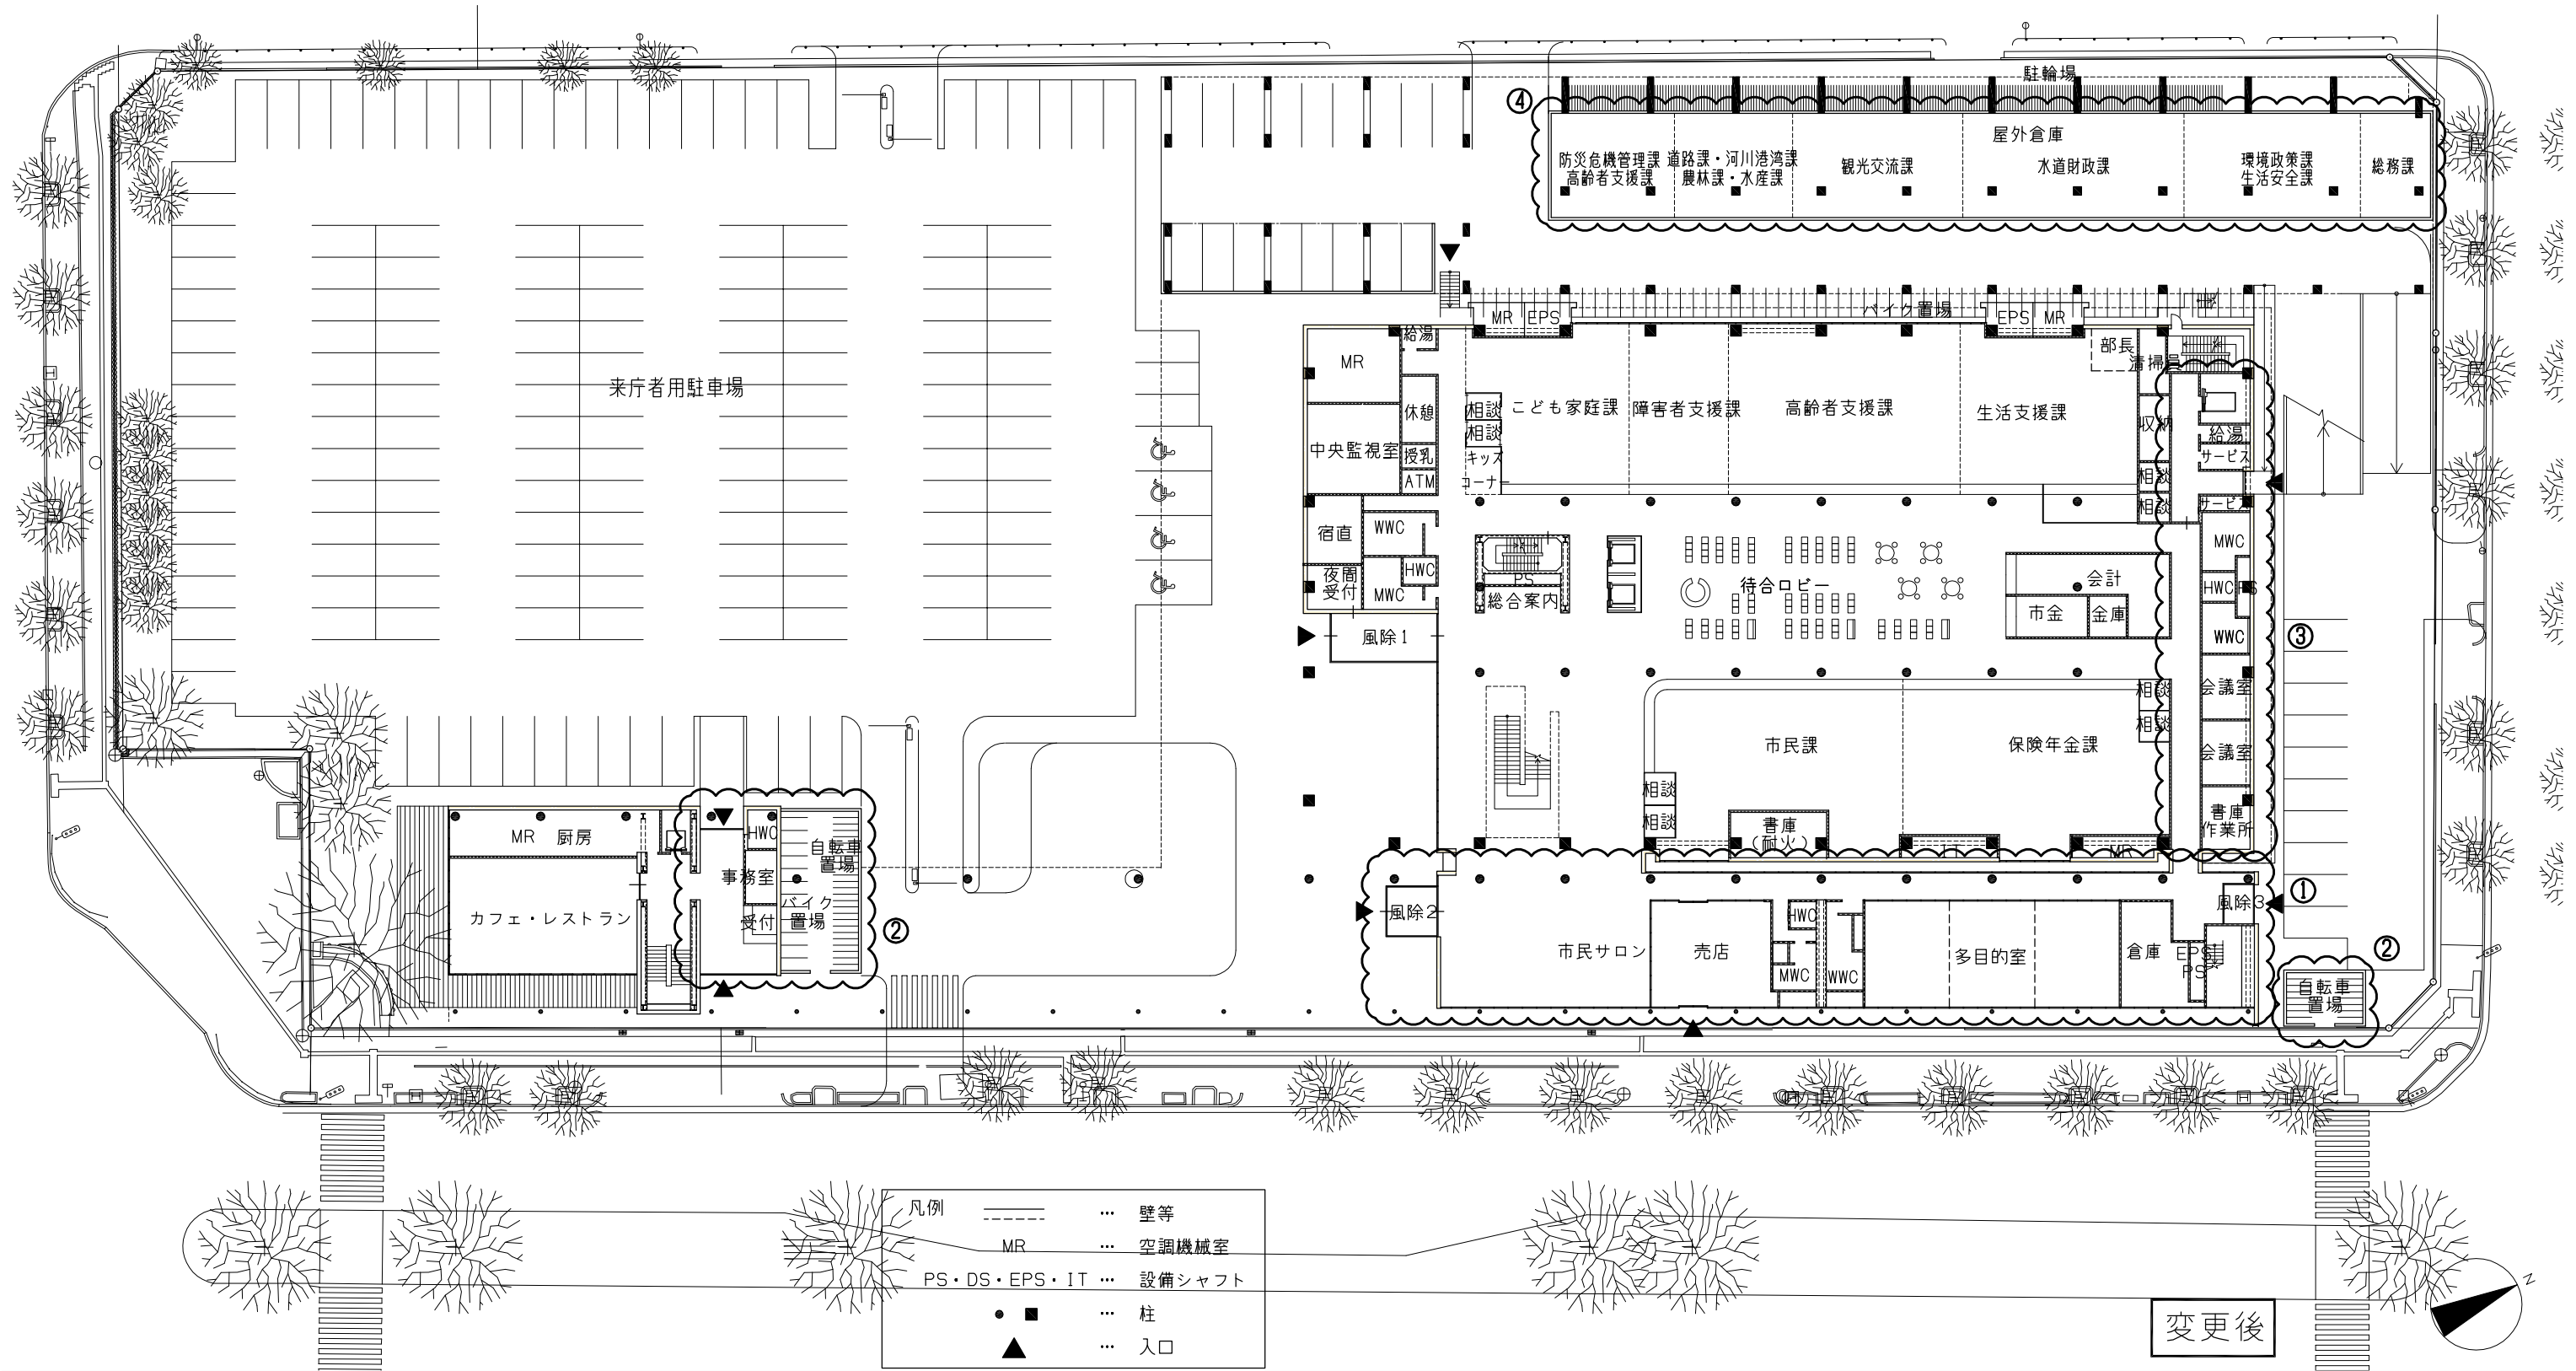 駐輪場
④
屋外倉庫
防災危機管理課
高齢者支援課
道路課・河川港湾課
農林課・水産課
観光交流課
水道財政課
環境政策課
生活安全課
総務課
バイク置場
MR
EPS
EPS
MR
給湯
MR
部長
清掃員
来庁者用駐車場
休憩
相談
相談
こども家庭課
障害者支援課
高齢者支援課
生活支援課
収納
給湯
中央監視室
授乳
キッズ
コーナー
サービス
ATM
相談
相談
サービス
宿直
WWC
MWC
HWC
夜間
受付
MWC
PS
総合案内
待合ロビー
会計
市金
金庫
HWC
PS
WWC
風除1
③
会議室
相談
相談
市民課
保険年金課
会議室
相談
相談
書庫
(耐火)
IT
MR
書庫
作業所
MR
厨房
HWC
自転車
置場
事務室
カフェ・レストラン
受付
バイク
置場
②
風除2
市民サロン
売店
HWC
MWC
WWC
多目的室
倉庫
EPS
PS
風除3
①
②
自転車
置場
凡例
… 壁等
MR … 空調機械室
PS・DS・EPS・IT … 設備シャフト
… 柱
… 入口
変更後
N